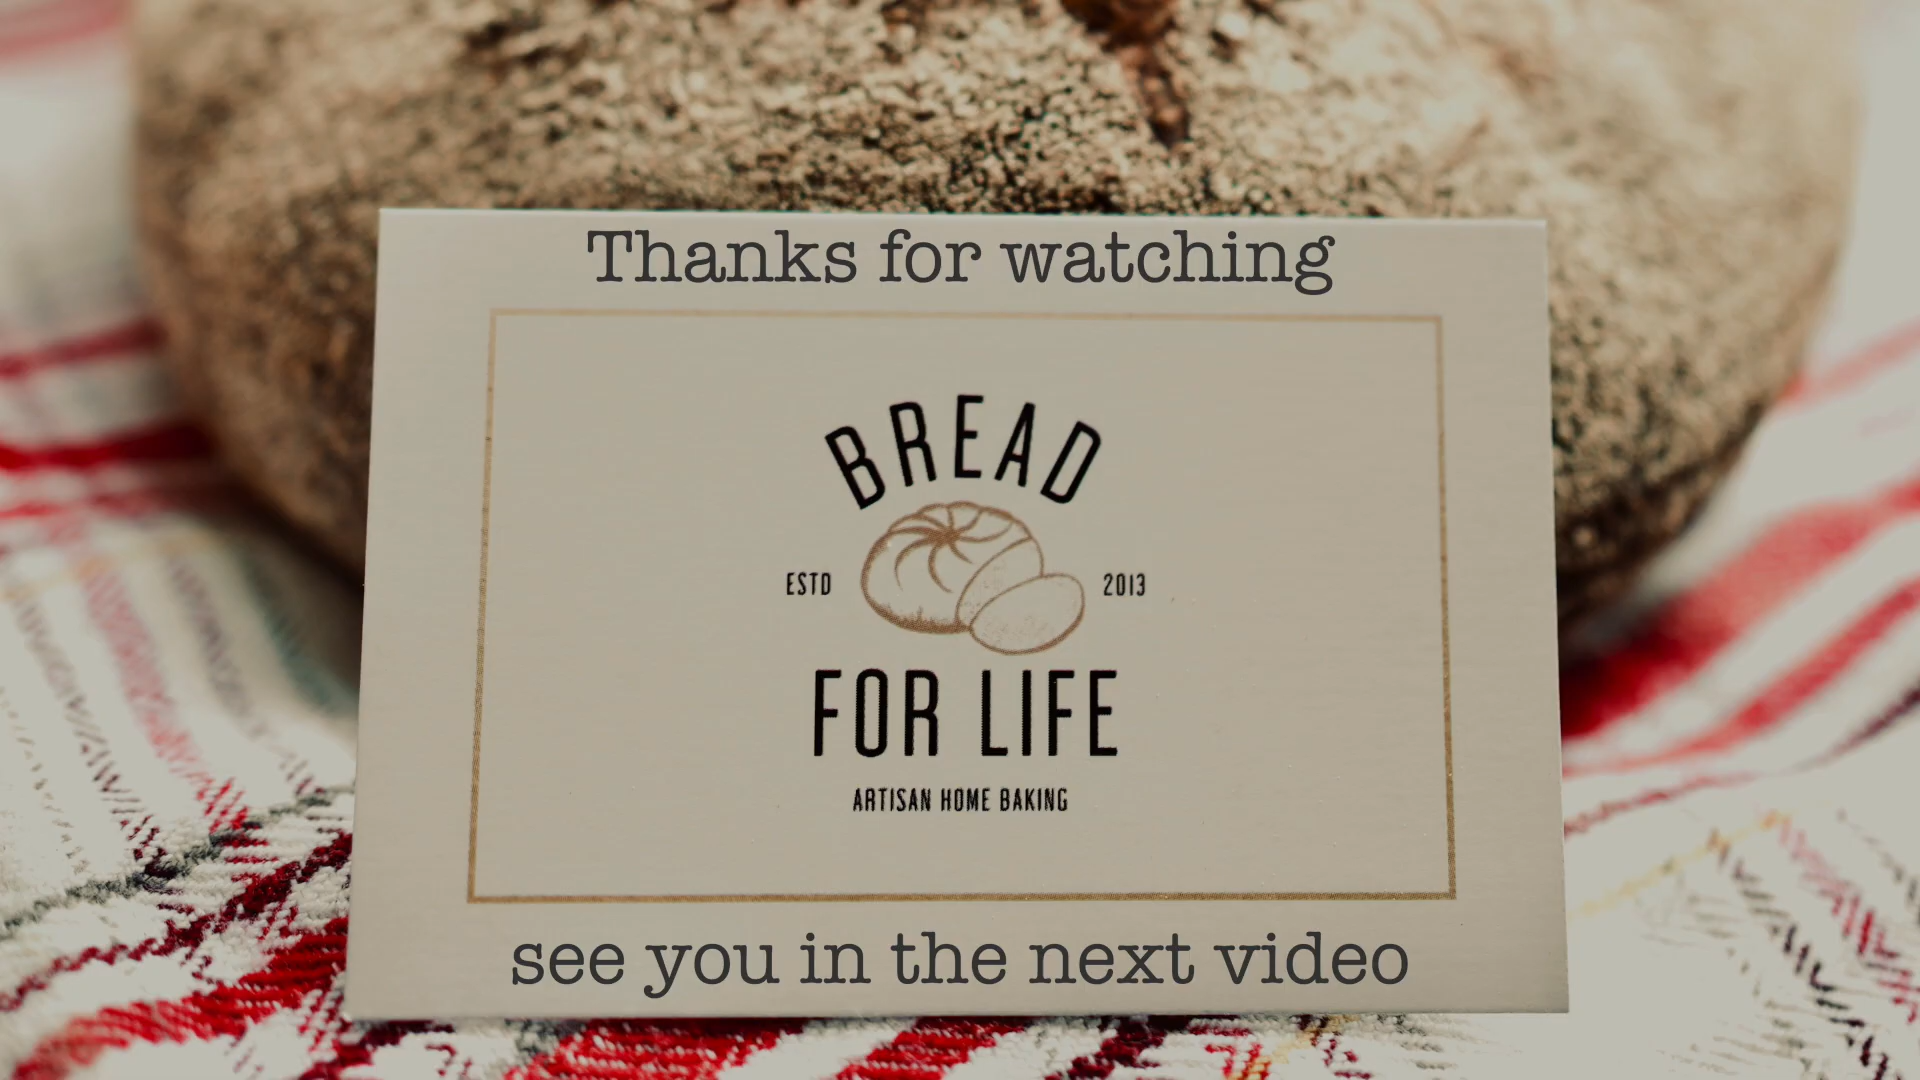 Thanks for watching
BREAD
ESTD 2013
FOR LIFE
ARTISAN HOME BAKING
see you in the next video